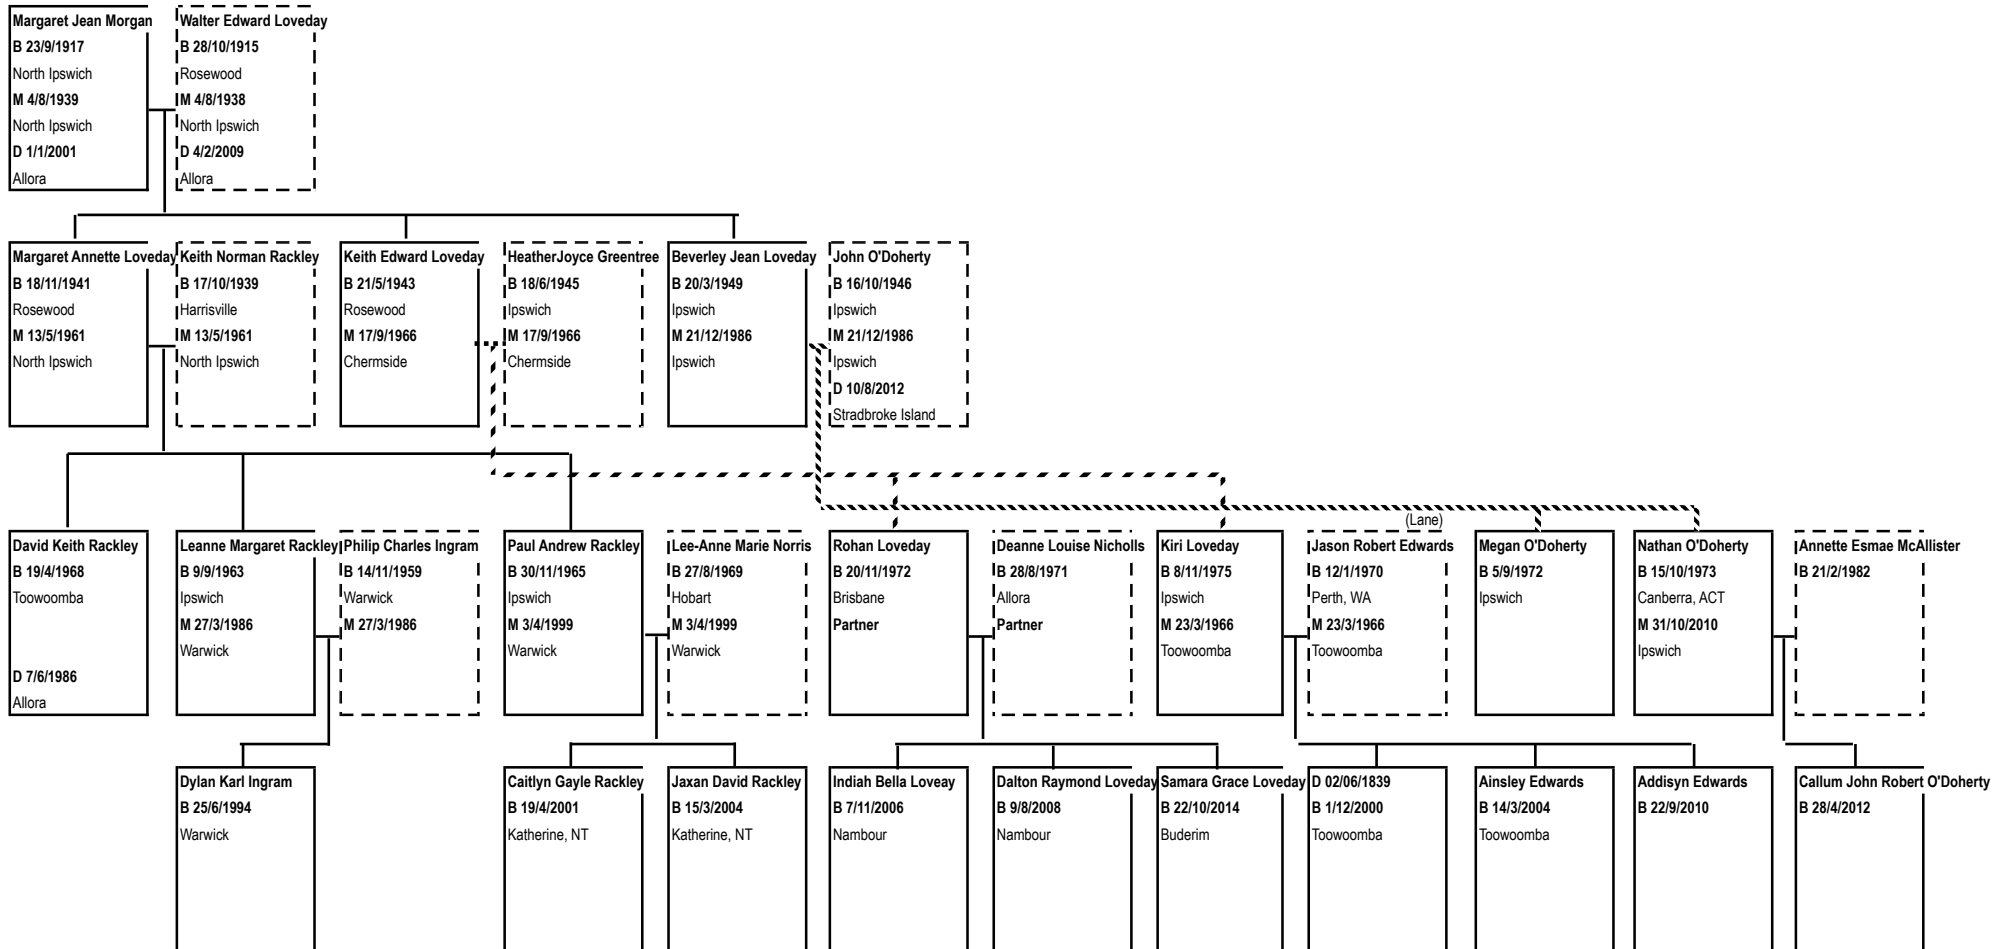 Margaret Jean Morgan
B 23/9/1917
North Ipswich
M 4/8/1939
North Ipswich
D 1/1/2001
Allora
Walter Edward Loveday
B 28/10/1915
Rosewood
M 4/8/1938
North Ipswich
D 4/2/2009
Allora
Margaret Annette Loveday
B 18/11/1941
Rosewood
M 13/5/1961
North Ipswich
Keith Norman Rackley
B 17/10/1939
Harrisville
M 13/5/1961
North Ipswich
Keith Edward Loveday
B 21/5/1943
Rosewood
M 17/9/1966
Chermside
HeatherJoyce Greentree
B 18/6/1945
Ipswich
M 17/9/1966
Chermside
Beverley Jean Loveday
B 20/3/1949
Ipswich
M 21/12/1986
Ipswich
John O'Doherty
B 16/10/1946
Ipswich
M 21/12/1986
Ipswich
D 10/8/2012
Stradbroke Island
David Keith Rackley
B 19/4/1968
Toowoomba
D 7/6/1986
Allora
Leanne Margaret Rackley
B 9/9/1963
Ipswich
M 27/3/1986
Warwick
Philip Charles Ingram
B 14/11/1959
Warwick
M 27/3/1986
Paul Andrew Rackley
B 30/11/1965
Ipswich
M 3/4/1999
Warwick
Lee-Anne Marie Norris
B 27/8/1969
Hobart
M 3/4/1999
Warwick
Rohan Loveday
B 20/11/1972
Brisbane
Partner
Deanne Louise Nicholls
B 28/8/1971
Allora
Partner
Kiri Loveday
B 8/11/1975
Ipswich
M 23/3/1966
Toowoomba
(Lane)
Jason Robert Edwards
B 12/1/1970
Perth, WA
M 23/3/1966
Toowoomba
Megan O'Doherty
B 5/9/1972
Ipswich
Nathan O'Doherty
B 15/10/1973
Canberra, ACT
M 31/10/2010
Ipswich
Annette Esmae McAllister
B 21/2/1982
Dylan Karl Ingram
B 25/6/1994
Warwick
Caitlyn Gayle Rackley
B 19/4/2001
Katherine, NT
Jaxan David Rackley
B 15/3/2004
Katherine, NT
Indiah Bella Loveay
B 7/11/2006
Nambour
Dalton Raymond Loveday
B 9/8/2008
Nambour
Samara Grace Loveday
B 22/10/2014
Buderim
D 02/06/1839
B 1/12/2000
Toowoomba
Ainsley Edwards
B 14/3/2004
Toowoomba
Addisyn Edwards
B 22/9/2010
Callum John Robert O'Doherty
B 28/4/2012